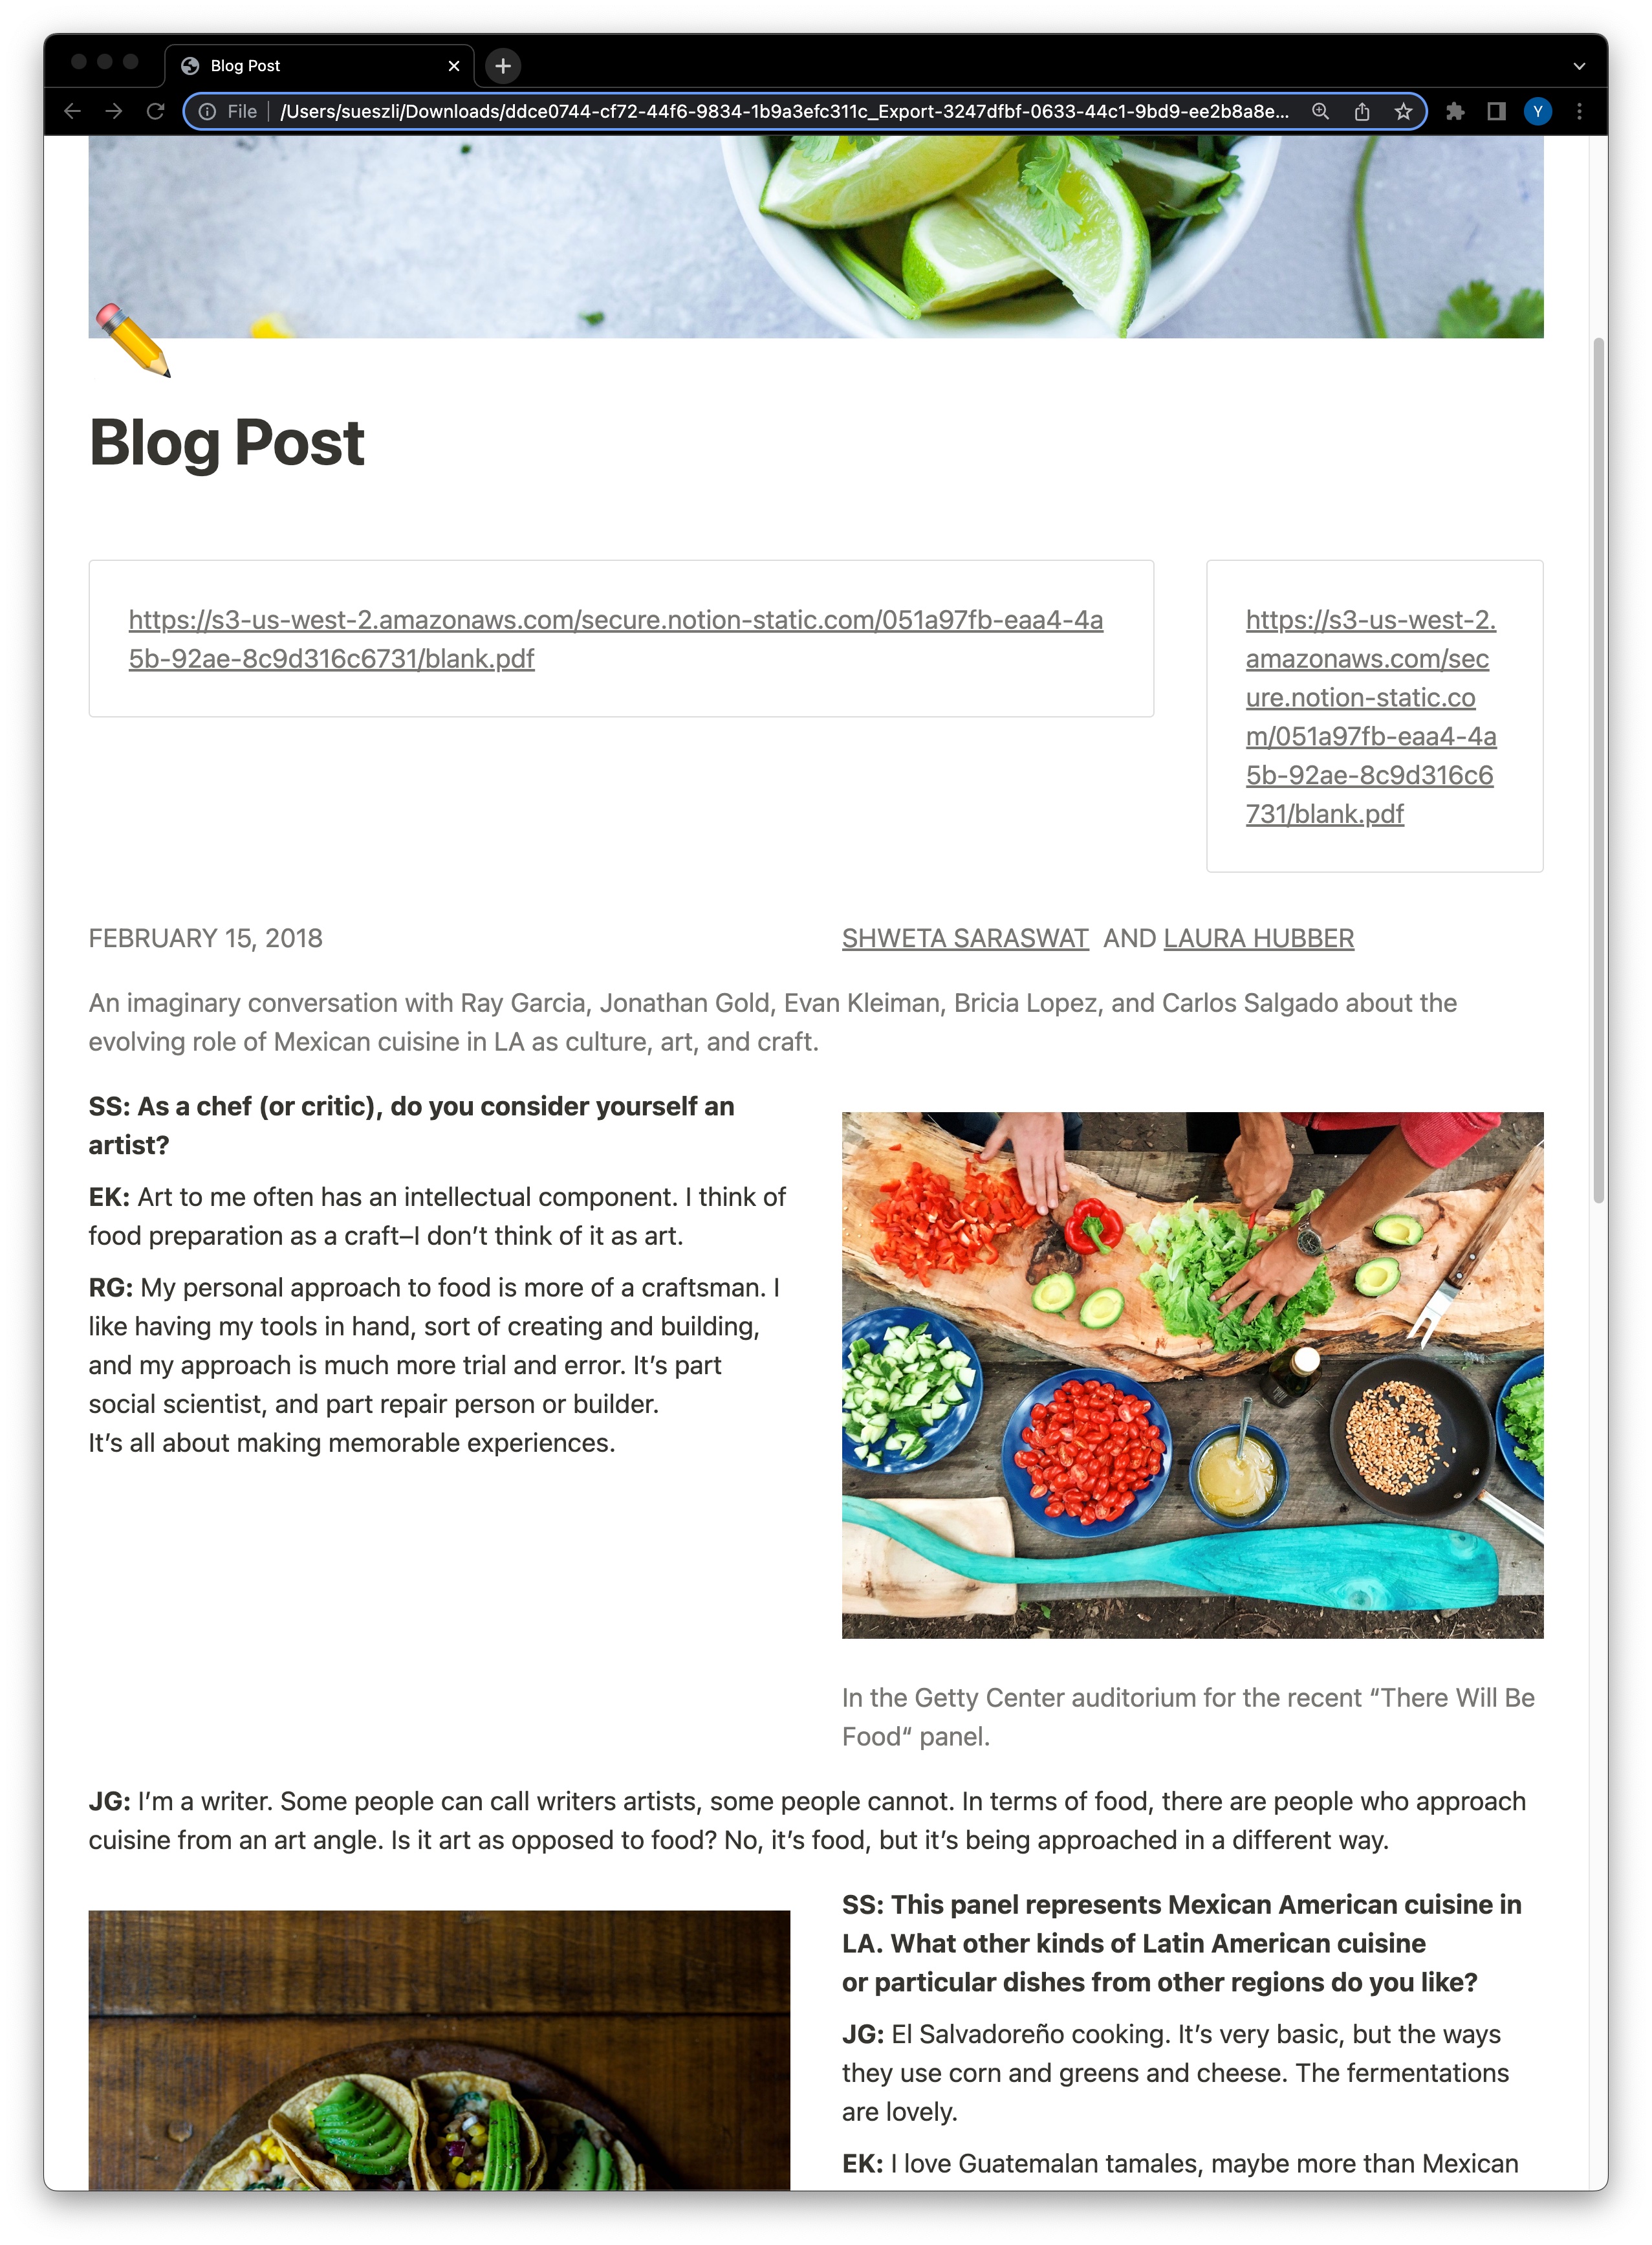 Blog Post
File
/Users/sueszli/Downloads/ddce0744-cf72-44f6-9834-1b9a3efc311c_Export-3247dfbf-0633-44c1-9bd9-ee2b8a8e...
Y
Blog Post
https://s3-us-west-2.amazonaws.com/secure.notion-static.com/051a97fb-eaa4-4a
5b-92ae-8c9d316c6731/blank.pdf
https://s3-us-west-2.
amazonaws.com/sec
ure.notion-static.co
m/051a97fb-eaa4-4a
5b-92ae-8c9d316c6
731/blank.pdf
FEBRUARY 15, 2018
SHWETA SARASWAT AND LAURA HUBBER
An imaginary conversation with Ray Garcia, Jonathan Gold, Evan Kleiman, Bricia Lopez, and Carlos Salgado about the
evolving role of Mexican cuisine in LA as culture, art, and craft.
SS: As a chef (or critic), do you consider yourself an
artist?
EK: Art to me often has an intellectual component. I think of
food preparation as a craft–I don’t think of it as art.
RG: My personal approach to food is more of a craftsman. I
like having my tools in hand, sort of creating and building,
and my approach is much more trial and error. It’s part
social scientist, and part repair person or builder.
It’s all about making memorable experiences.
In the Getty Center auditorium for the recent “There Will Be
Food“ panel.
JG: I’m a writer. Some people can call writers artists, some people cannot. In terms of food, there are people who approach
cuisine from an art angle. Is it art as opposed to food? No, it’s food, but it’s being approached in a different way.
SS: This panel represents Mexican American cuisine in
LA. What other kinds of Latin American cuisine
or particular dishes from other regions do you like?
JG: El Salvadoreño cooking. It’s very basic, but the ways
they use corn and greens and cheese. The fermentations
are lovely.
EK: I love Guatemalan tamales, maybe more than Mexican